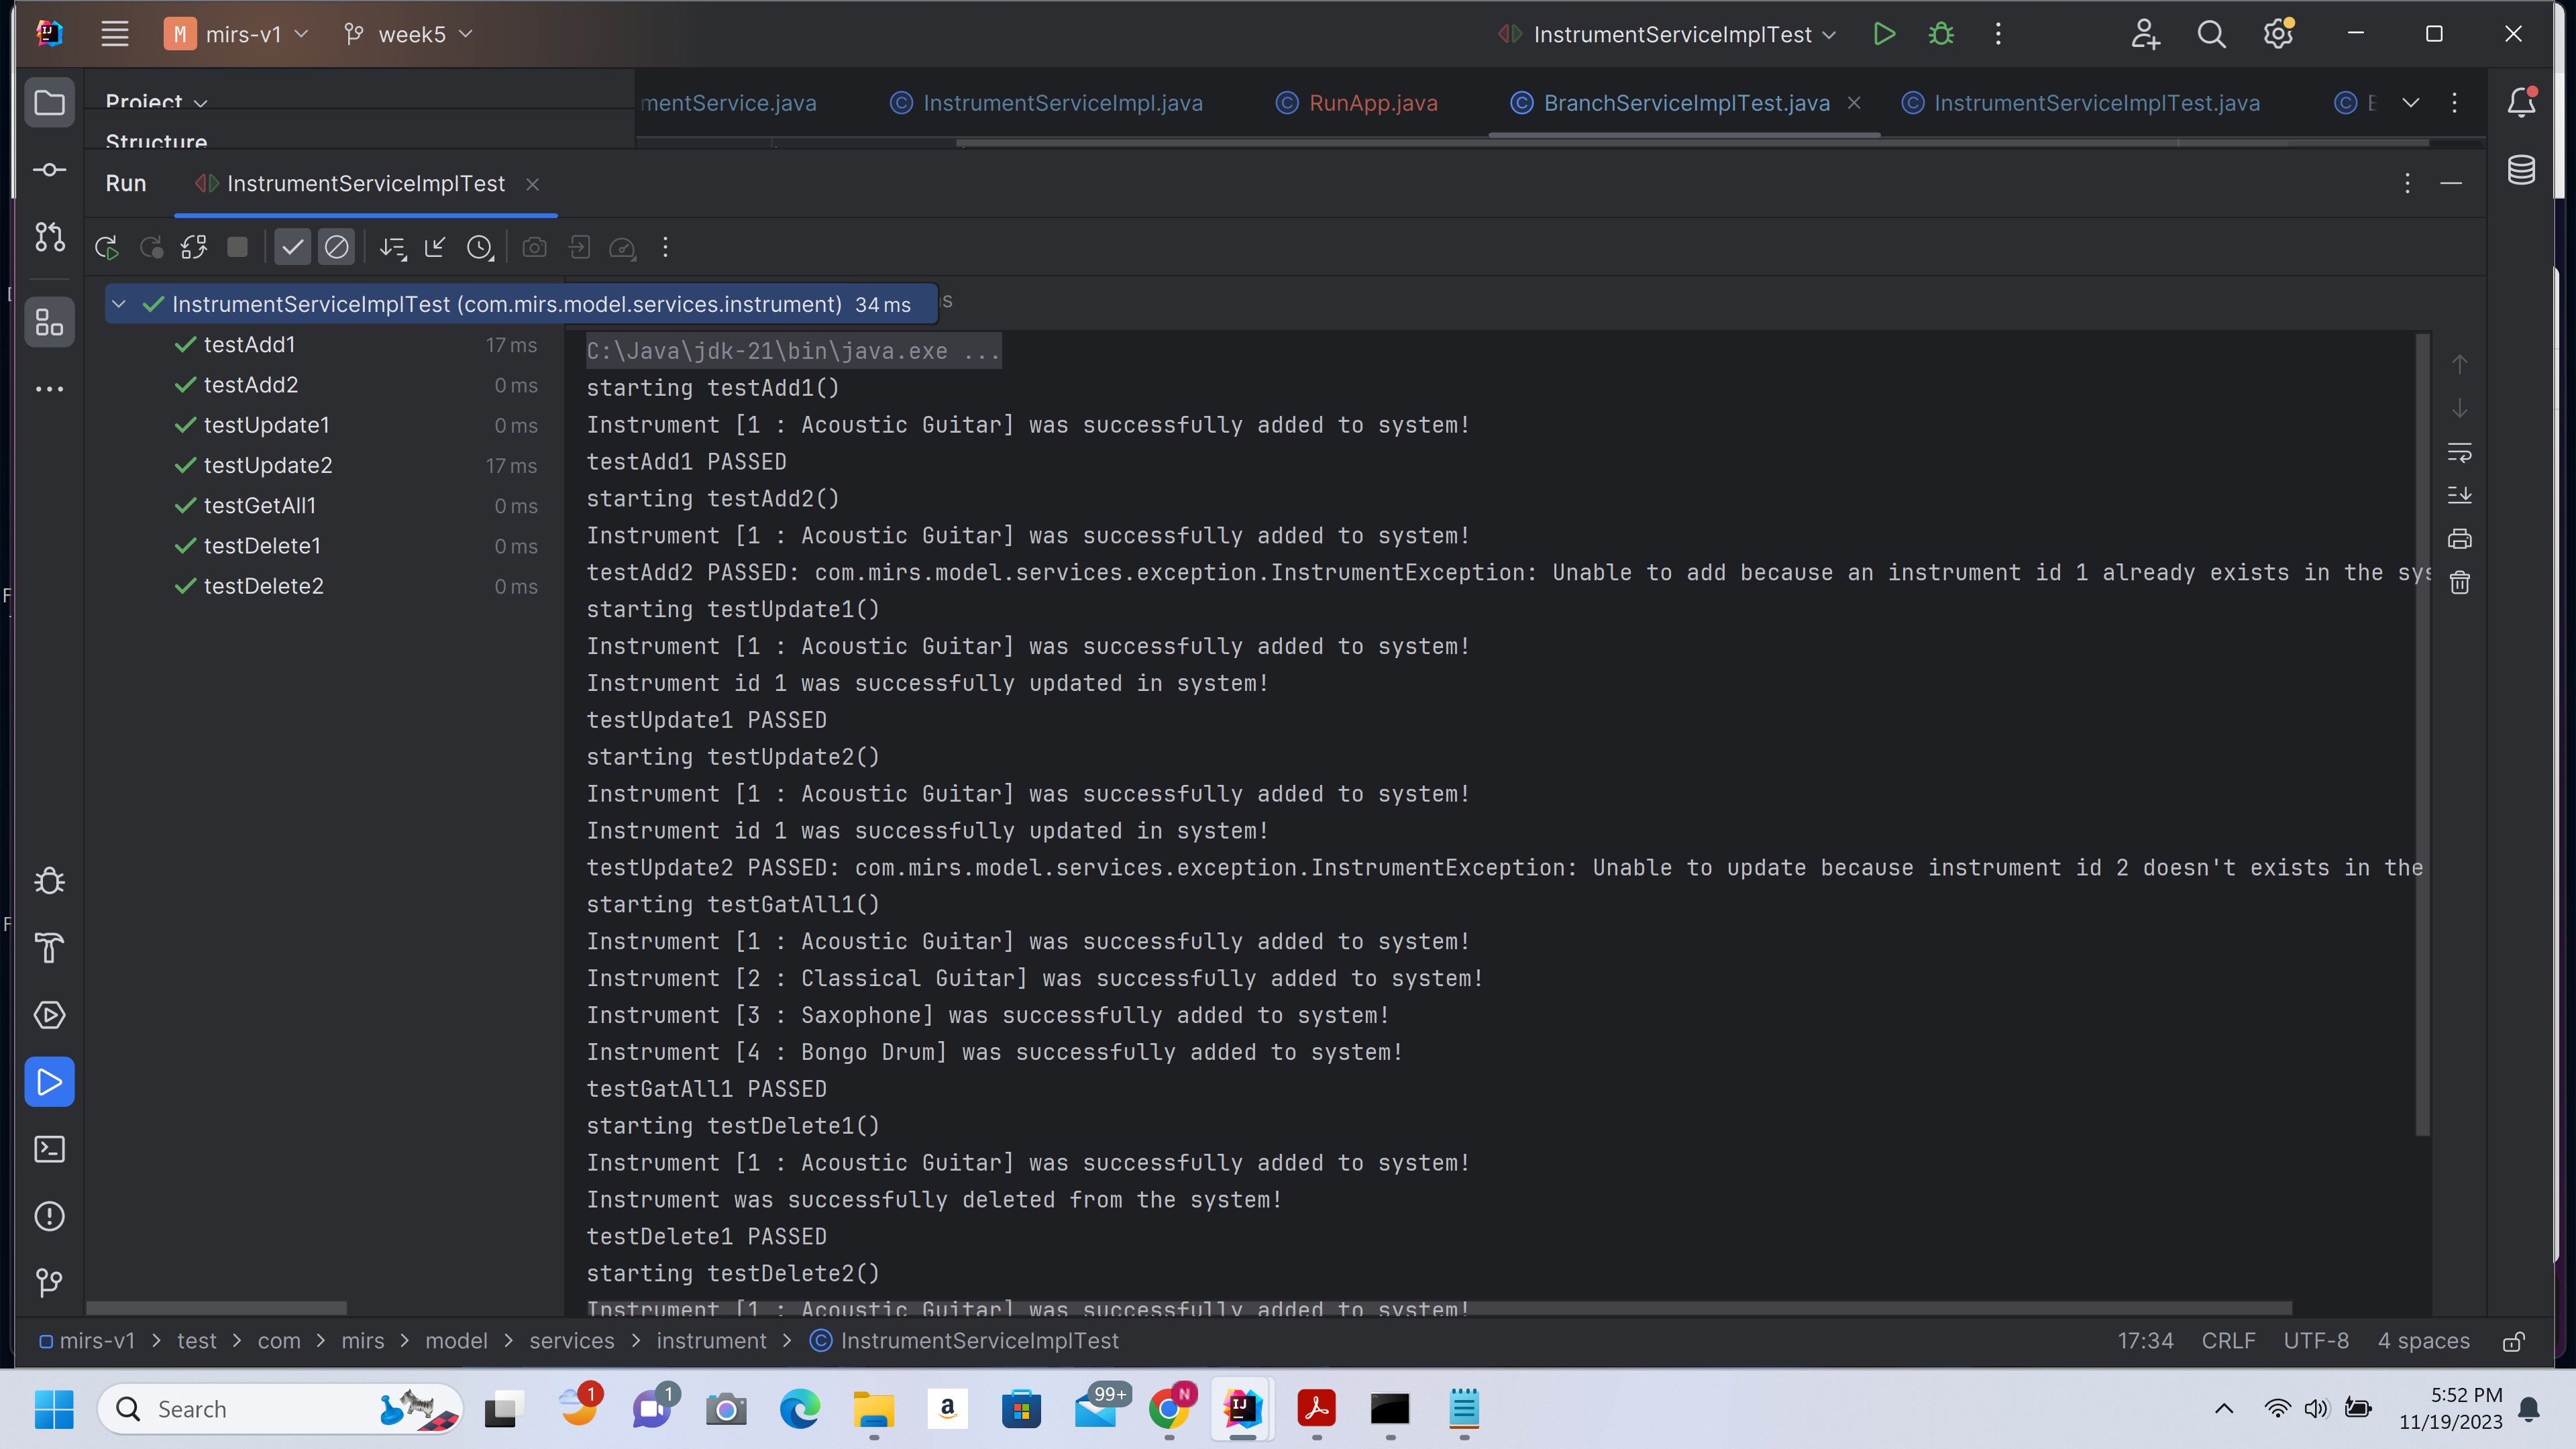 M mirs-v1 week5 InstrumentServiceImplTest
Project
mentService.java InstrumentServiceImpl.java RunApp.java BranchServiceImplTest.java InstrumentServiceImplTest.java
Structure
Run InstrumentServiceImplTest
InstrumentServiceImplTest (com.mirs.model.services.instrument) 34 ms
testAdd1 17 ms
testAdd2 0 ms
testUpdate1 0 ms
testUpdate2 17 ms
testGetAll1 0 ms
testDelete1 0 ms
testDelete2 0 ms
C:\Java\jdk-21\bin\java.exe ...
starting testAdd1()
Instrument [1 : Acoustic Guitar] was successfully added to system!
testAdd1 PASSED
starting testAdd2()
Instrument [1 : Acoustic Guitar] was successfully added to system!
testAdd2 PASSED: com.mirs.model.services.exception.InstrumentException: Unable to add because an instrument id 1 already exists in the sys
starting testUpdate1()
Instrument [1 : Acoustic Guitar] was successfully added to system!
Instrument id 1 was successfully updated in system!
testUpdate1 PASSED
starting testUpdate2()
Instrument [1 : Acoustic Guitar] was successfully added to system!
Instrument id 1 was successfully updated in system!
testUpdate2 PASSED: com.mirs.model.services.exception.InstrumentException: Unable to update because instrument id 2 doesn't exists in the
starting testGatAll1()
Instrument [1 : Acoustic Guitar] was successfully added to system!
Instrument [2 : Classical Guitar] was successfully added to system!
Instrument [3 : Saxophone] was successfully added to system!
Instrument [4 : Bongo Drum] was successfully added to system!
testGatAll1 PASSED
starting testDelete1()
Instrument [1 : Acoustic Guitar] was successfully added to system!
Instrument was successfully deleted from the system!
testDelete1 PASSED
starting testDelete2()
Instrument [1 : Acoustic Guitar] was successfully added to system!
mirs-v1 > test > com > mirs > model > services > instrument > InstrumentServiceImplTest 17:34 CRLF UTF-8 4 spaces
Search 1 1 99+ N 5:52 PM
11/19/2023